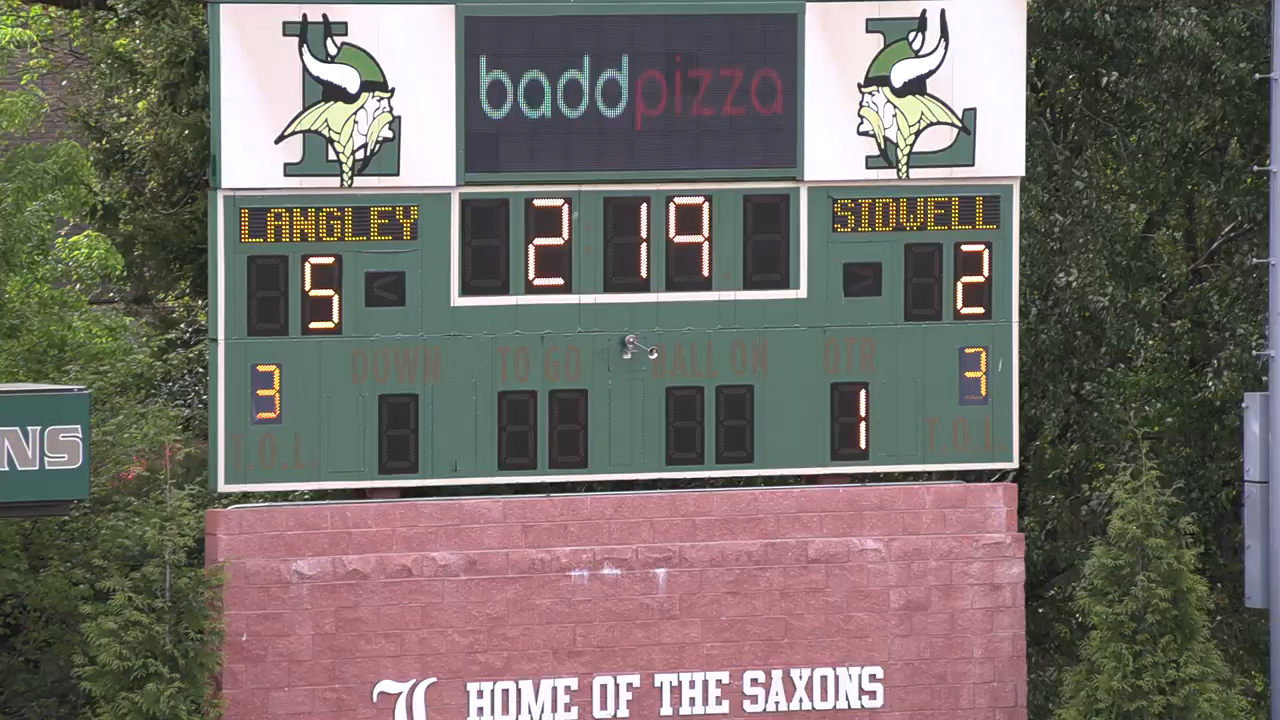 L
baddpizza
L
LANGLEY
2:19
SIDWELL
5
<
>
2
DOWN
TO GO
BALL ON
QTR
3
3
1
T.O.L.
T.O.L.
NS
L HOME OF THE SAXONS